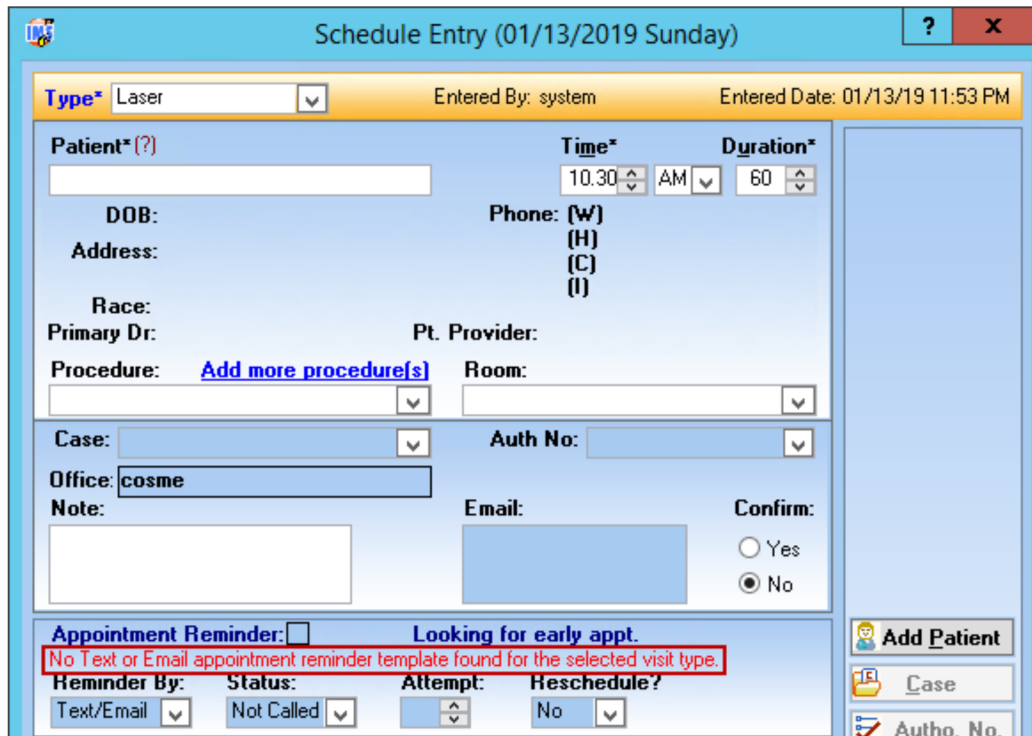 IMS
Schedule Entry (01/13/2019 Sunday)
? x
Type* Laser Entered By: system Entered Date: 01/13/19 11:53 PM
Patient* (?) Time* Duration*
10.30 AM 60
DOB: Phone: (W)
(H)
Address:
(C)
(I)
Race:
Primary Dr: Pt. Provider:
Procedure: Add more procedure(s) Room:
Case: Auth No:
Office: cosme
Note: Email: Confirm:
Yes
No
Appointment Reminder: Looking for early appt.
No Text or Email appointment reminder template found for the selected visit type.
Reminder By: Status: Attempt: Reschedule?
Text/Email Not Called No
Add Patient
Case
Autho. No.